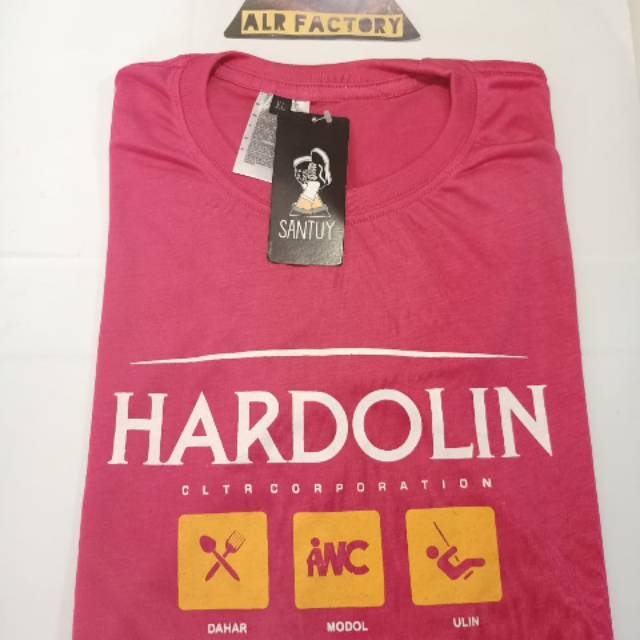 ALR FACTORY
SANTUY
HARDOLIN
CLTR CORPORATION
WC
DAHAR
MODOL
ULIN